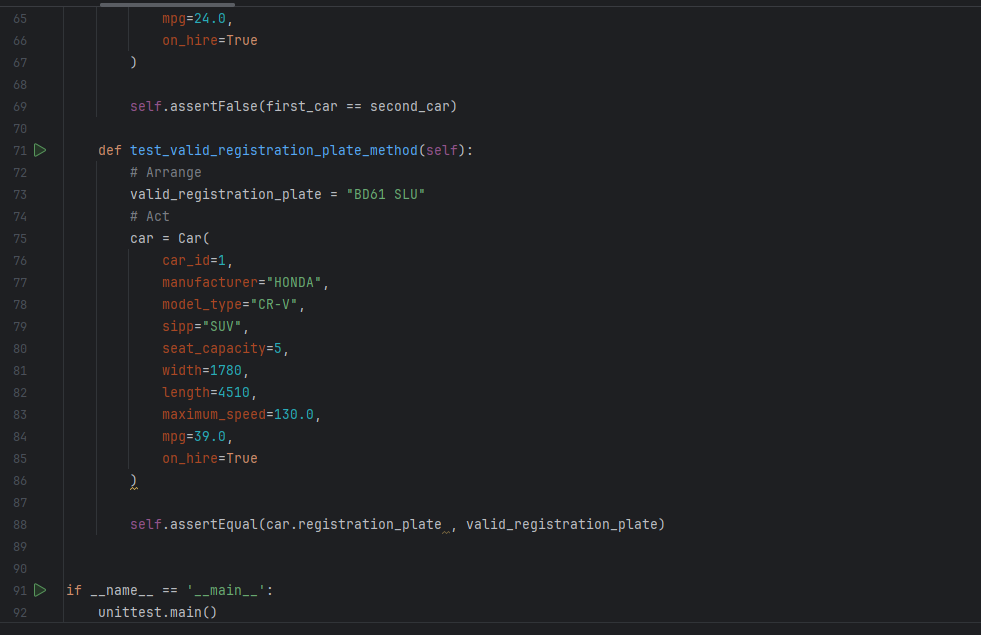 65             mpg=24.0,
66             on_hire=True
67         )
68
69         self.assertFalse(first_car == second_car)
70
71     def test_valid_registration_plate_method(self):
72         # Arrange
73         valid_registration_plate = "BD61 SLU"
74         # Act
75         car = Car(
76             car_id=1,
77             manufacturer="HONDA",
78             model_type="CR-V",
79             sipp="SUV",
80             seat_capacity=5,
81             width=1780,
82             length=4510,
83             maximum_speed=130.0,
84             mpg=39.0,
85             on_hire=True
86         )
87
88         self.assertEqual(car.registration_plate , valid_registration_plate)
89
90
91 if __name__ == '__main__':
92     unittest.main()